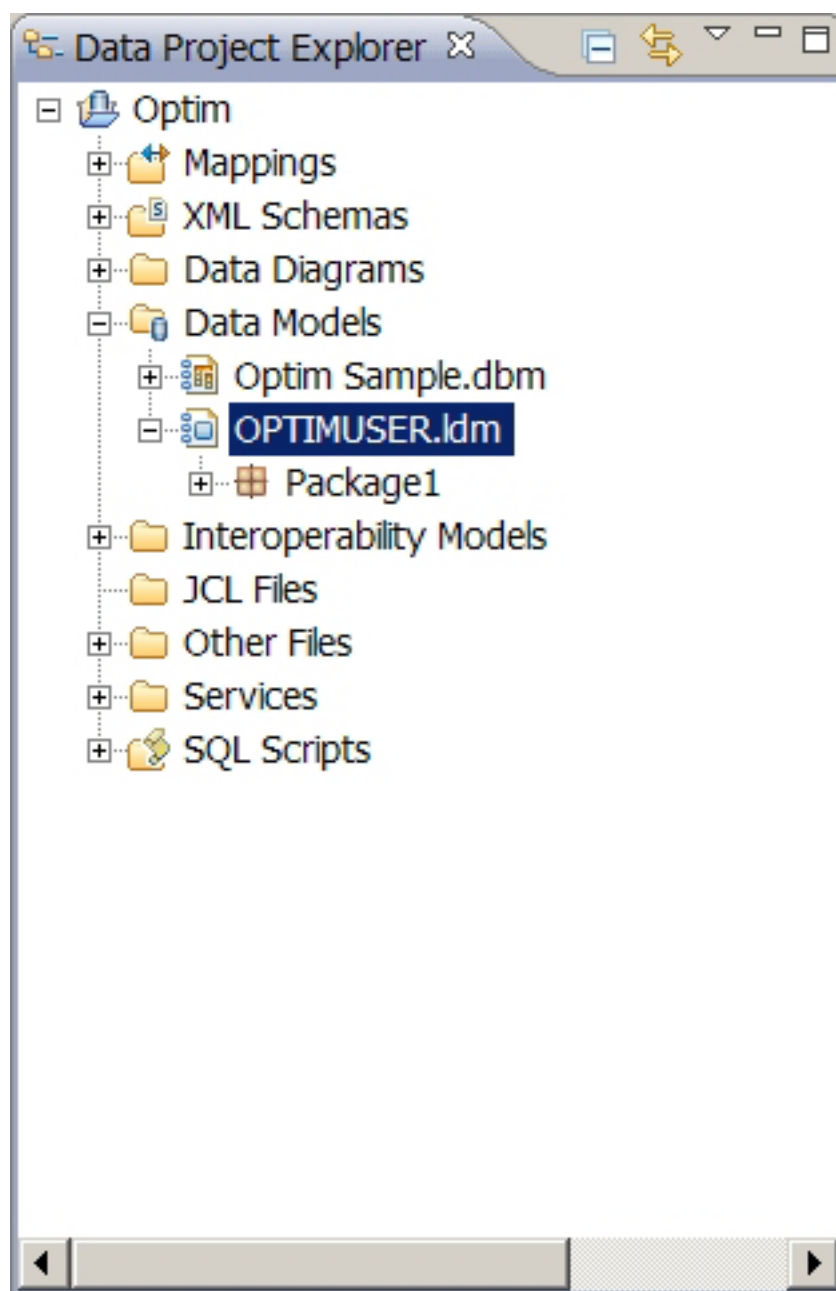 Data Project Explorer
Optim
Mappings
XML Schemas
Data Diagrams
Data Models
Optim Sample.dbm
OPTIMUSER.ldm
Package1
Interoperability Models
JCL Files
Other Files
Services
SQL Scripts